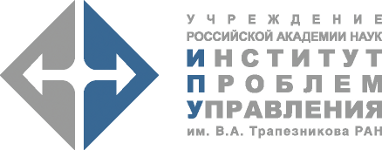 УЧРЕЖДЕНИЕ
РОССИЙСКОЙ АКАДЕМИИ НАУК
ИНСТИТУТ
ПРОБЛЕМ
УПРАВЛЕНИЯ
им. В.А. Трапезникова РАН